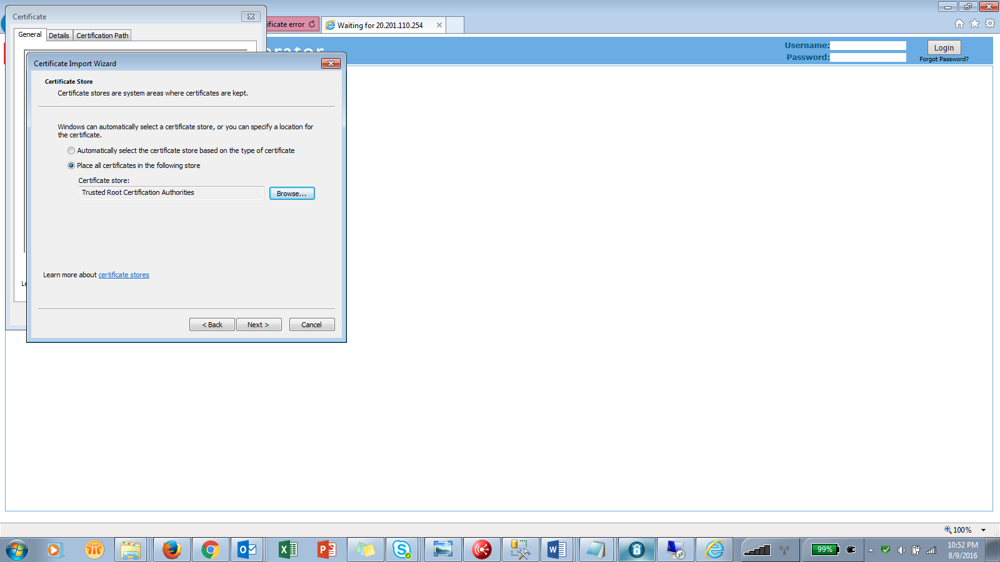 Certificate
General Details Certification Path
error
Waiting for 20.201.110.254
Username:
Password:
Login
Forgot Password?
Certificate Import Wizard
Certificate Store
Certificate stores are system areas where certificates are kept.
Windows can automatically select a certificate store, or you can specify a location for
the certificate.
Automatically select the certificate store based on the type of certificate
Place all certificates in the following store
Certificate store:
Trusted Root Certification Authorities
Browse...
Learn more about certificate stores
< Back Next > Cancel
100%
99%
10:52 PM
8/9/2016